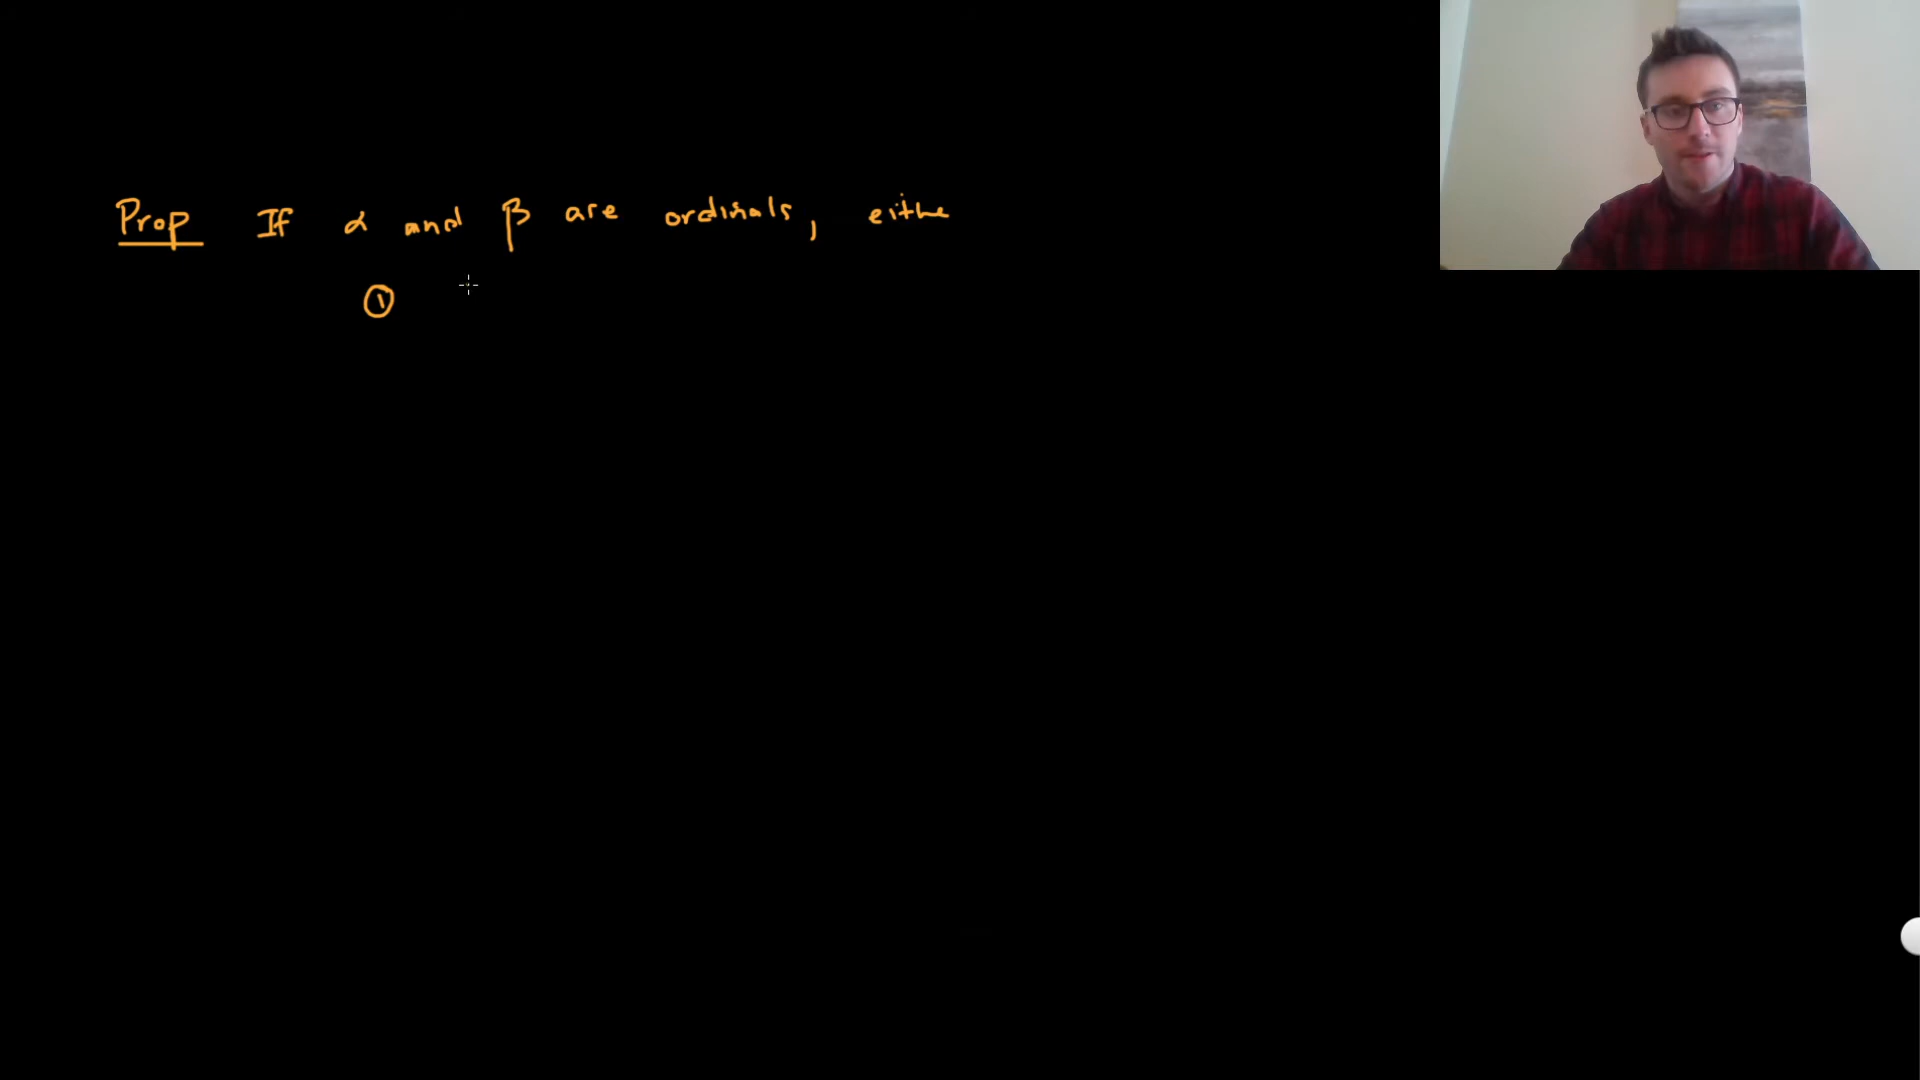 Prop If α and β are ordinals, eithe
①